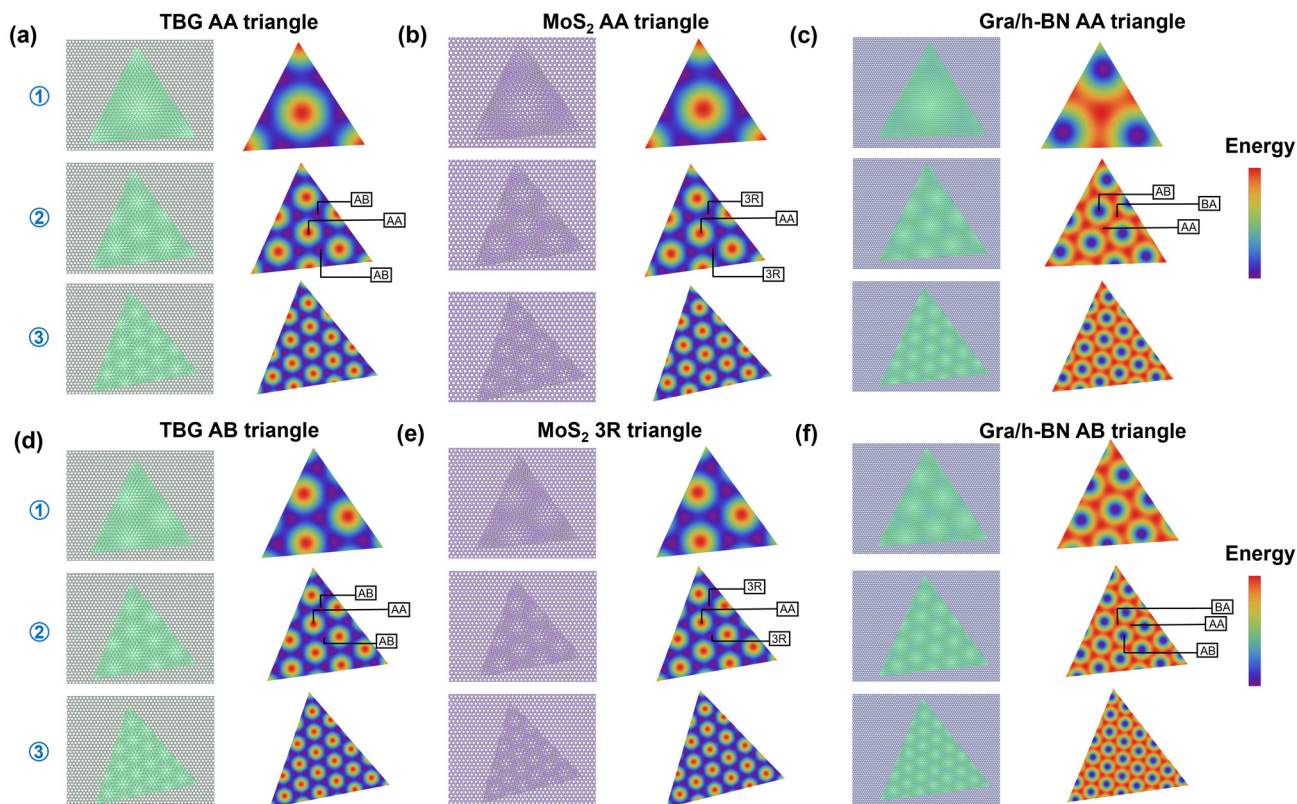 TBG AA triangle
MoS₂ AA triangle
Gra/h-BN AA triangle
(a)
(b)
(c)
①
Energy
②
AB
AA
AB
3R
AA
3R
AB
BA
AA
③
TBG AB triangle
MoS₂ 3R triangle
Gra/h-BN AB triangle
(d)
(e)
(f)
①
Energy
②
AB
AA
AB
3R
AA
3R
BA
AA
AB
③